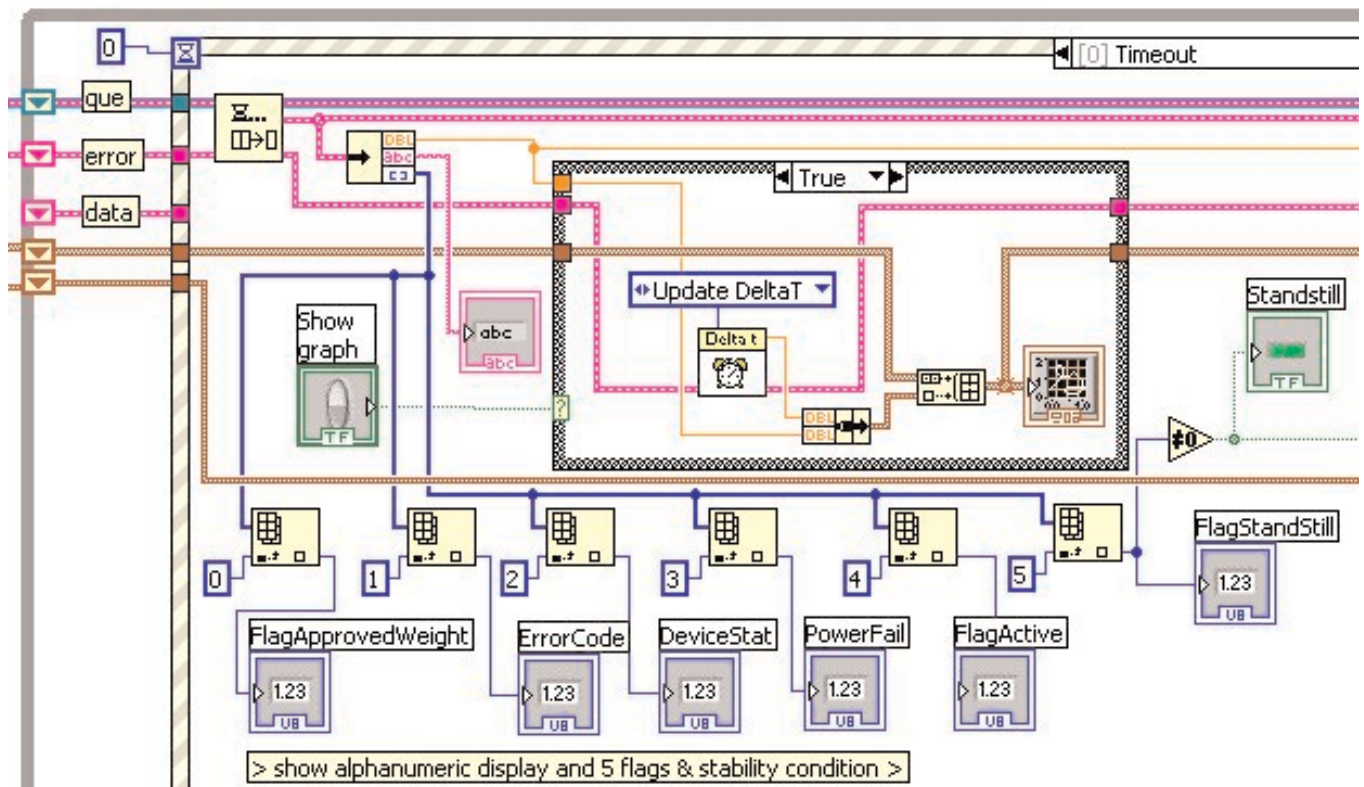 0
[0] Timeout
que
error
data
DBL
abc
True
Update DeltaT
Show
graph
TF
abc
abc
Delta t
DBL
DBL
Standstill
TF
≠0
?
0
1
2
3
4
5
FlagStandStill
1.23
U8
FlagApprovedWeight
1.23
U8
ErrorCode
1.23
U8
DeviceStat
1.23
U8
PowerFail
1.23
U8
FlagActive
1.23
U8
> show alphanumeric display and 5 flags & stability condition >